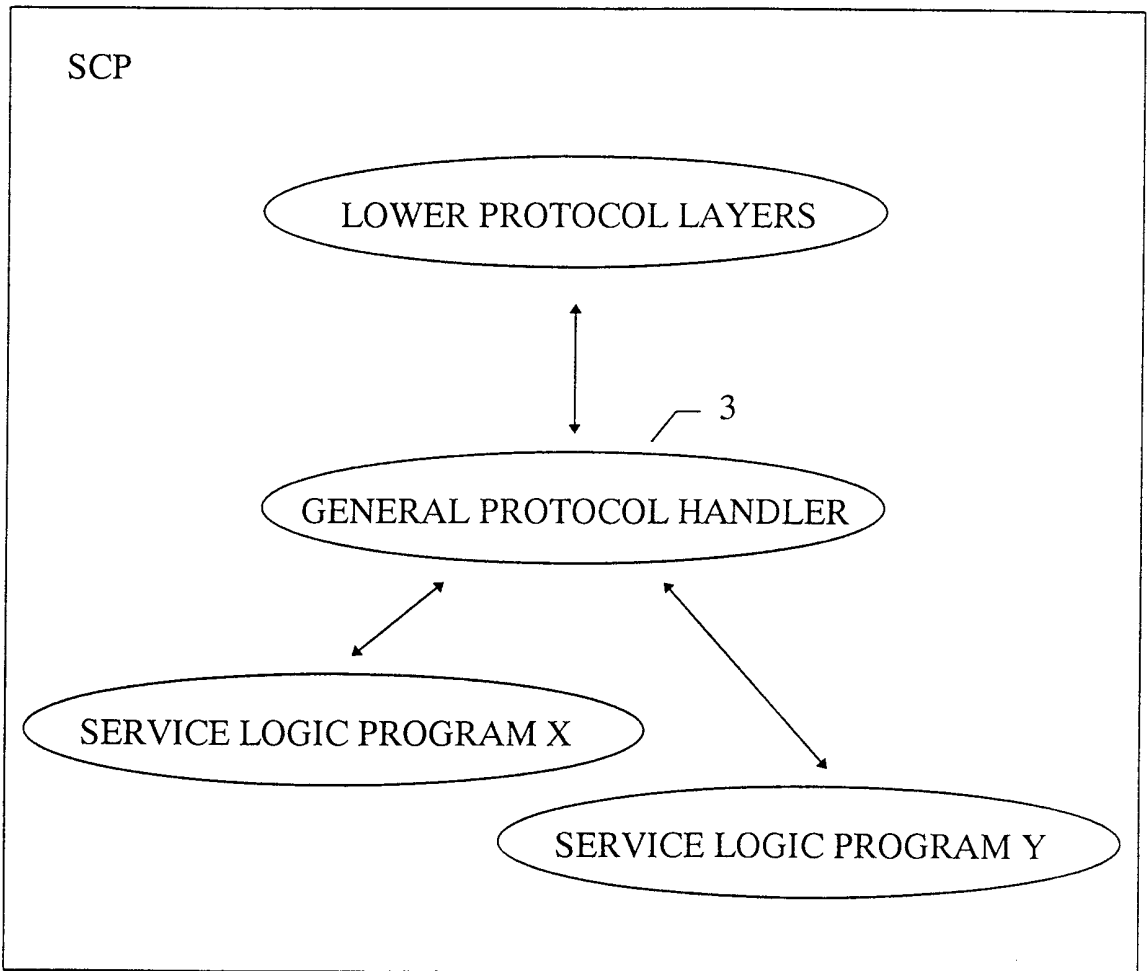 SCP
LOWER PROTOCOL LAYERS
3
GENERAL PROTOCOL HANDLER
SERVICE LOGIC PROGRAM X
SERVICE LOGIC PROGRAM Y